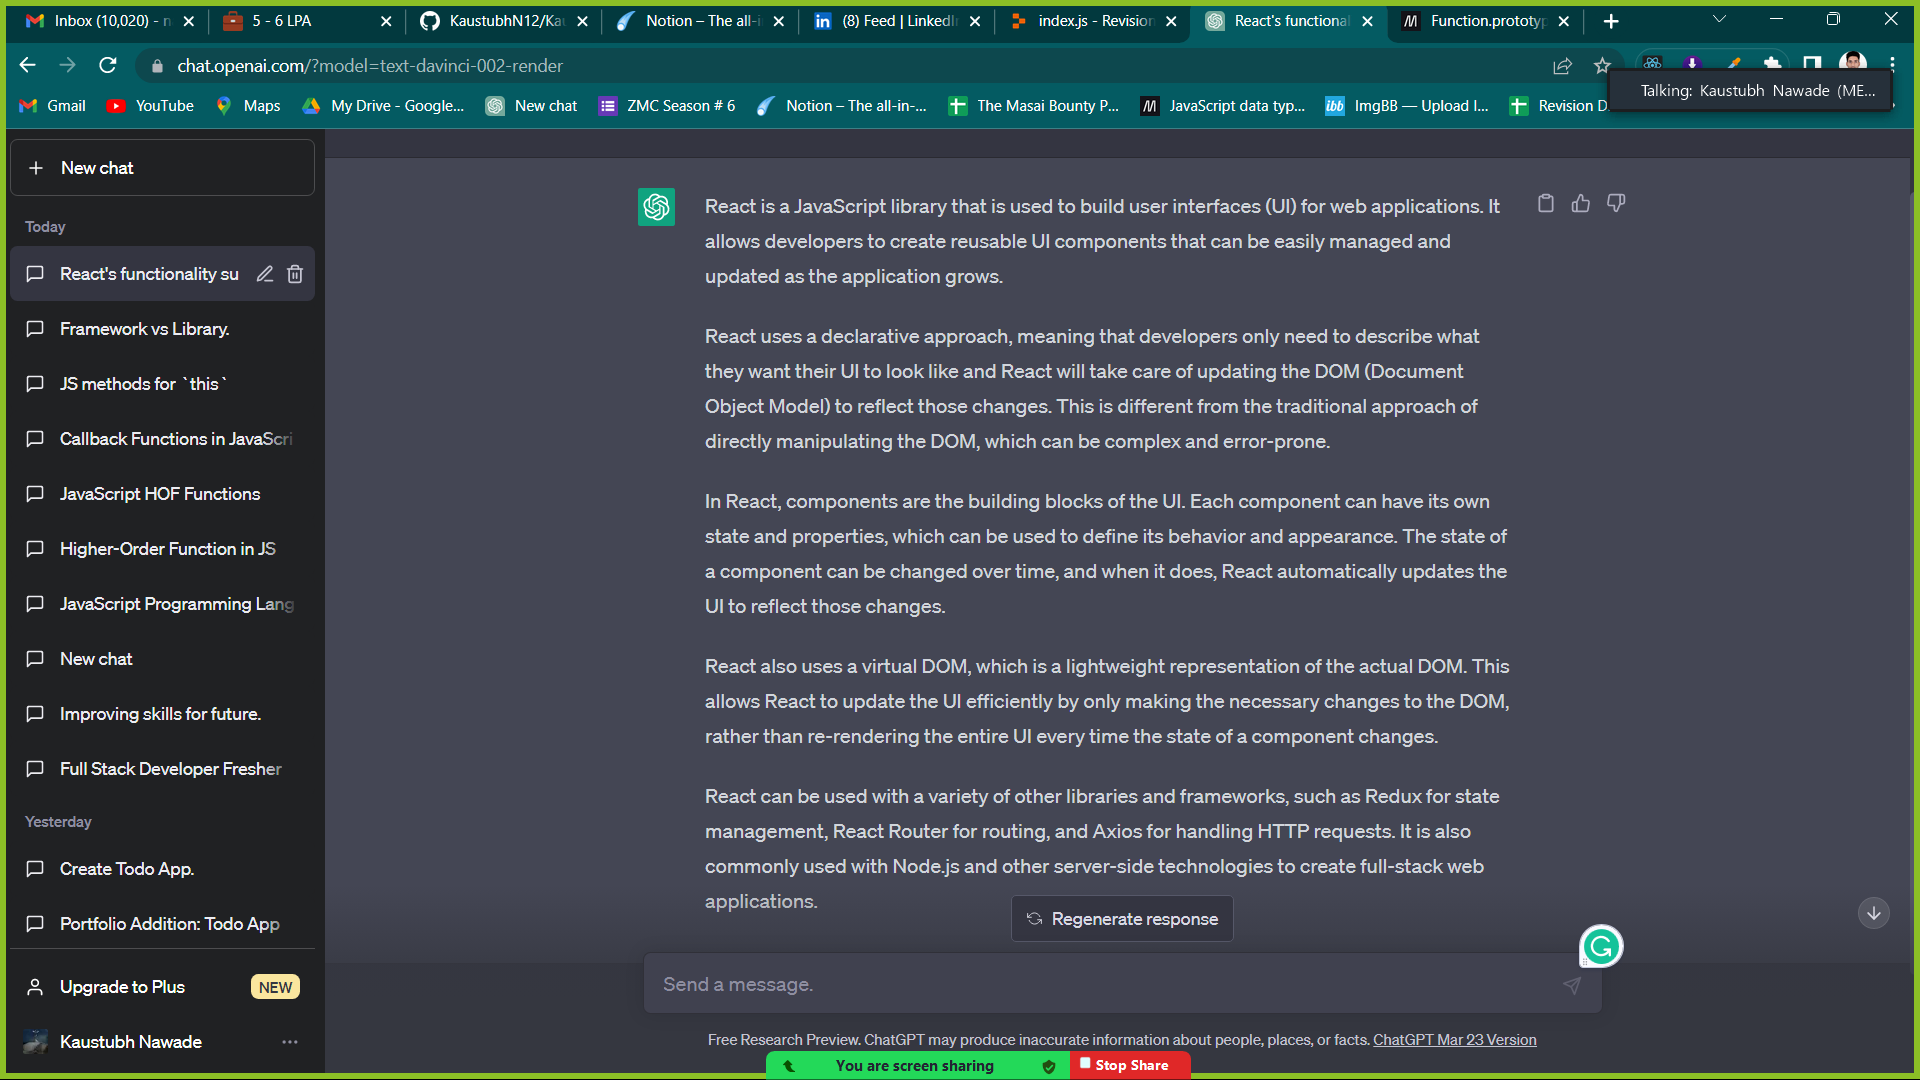 Inbox (10,020) - n
5 - 6 LPA
KaustubhN12/Ka
Notion – The all-i
(8) Feed | LinkedIn
index.js - Revision
React's functional
Function.prototyp
chat.openai.com/?model=text-davinci-002-render
Gmail
YouTube
Maps
My Drive - Google...
New chat
ZMC Season # 6
Notion – The all-in-...
The Masai Bounty P...
JavaScript data typ...
ImgBB — Upload I...
Revision D
Talking: Kaustubh Nawade (ME...
New chat
Today
React's functionality su
Framework vs Library.
JS methods for `this`
Callback Functions in JavaScri
JavaScript HOF Functions
Higher-Order Function in JS
JavaScript Programming Lang
New chat
Improving skills for future.
Full Stack Developer Fresher
Yesterday
Create Todo App.
Portfolio Addition: Todo App
Upgrade to Plus NEW
Kaustubh Nawade
React is a JavaScript library that is used to build user interfaces (UI) for web applications. It
allows developers to create reusable UI components that can be easily managed and
updated as the application grows.
React uses a declarative approach, meaning that developers only need to describe what
they want their UI to look like and React will take care of updating the DOM (Document
Object Model) to reflect those changes. This is different from the traditional approach of
directly manipulating the DOM, which can be complex and error-prone.
In React, components are the building blocks of the UI. Each component can have its own
state and properties, which can be used to define its behavior and appearance. The state of
a component can be changed over time, and when it does, React automatically updates the
UI to reflect those changes.
React also uses a virtual DOM, which is a lightweight representation of the actual DOM. This
allows React to update the UI efficiently by only making the necessary changes to the DOM,
rather than re-rendering the entire UI every time the state of a component changes.
React can be used with a variety of other libraries and frameworks, such as Redux for state
management, React Router for routing, and Axios for handling HTTP requests. It is also
commonly used with Node.js and other server-side technologies to create full-stack web
applications.
Regenerate response
Send a message.
Free Research Preview. ChatGPT may produce inaccurate information about people, places, or facts. ChatGPT Mar 23 Version
You are screen sharing
Stop Share